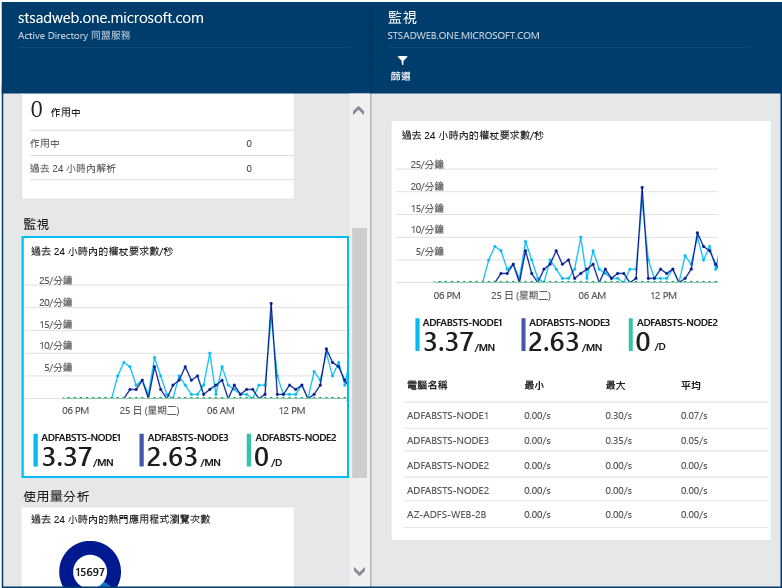 stsadweb.one.microsoft.com
Active Directory 同盟服務
0 作用中
作用中 0
過去 24 小時內解析 0
監視
過去 24 小時內的權杖要求數/秒
25/分鐘
20/分鐘
15/分鐘
10/分鐘
5/分鐘
06 PM 25 日 (星期二) 06 AM 12 PM
ADFABSTS-NODE1 ADFABSTS-NODE3 ADFABSTS-NODE2
3.37 /MN 2.63 /MN 0 /D
使用量分析
過去 24 小時內的熱門應用程式瀏覽次數
15697
監視
STSADWEB.ONE.MICROSOFT.COM
篩選
過去 24 小時內的權杖要求數/秒
25/分鐘
20/分鐘
15/分鐘
10/分鐘
5/分鐘
06 PM 25 日 (星期二) 06 AM 12 PM
ADFABSTS-NODE1 ADFABSTS-NODE3 ADFABSTS-NODE2
3.37 /MN 2.63 /MN 0 /D
電腦名稱 最小 最大 平均
ADFABSTS-NODE1 0.00/s 0.30/s 0.07/s
ADFABSTS-NODE3 0.00/s 0.35/s 0.05/s
ADFABSTS-NODE2 0.00/s 0.00/s 0.00/s
ADFABSTS-NODE2 0.00/s 0.00/s 0.00/s
AZ-ADFS-WEB-2B 0.00/s 0.00/s 0.00/s